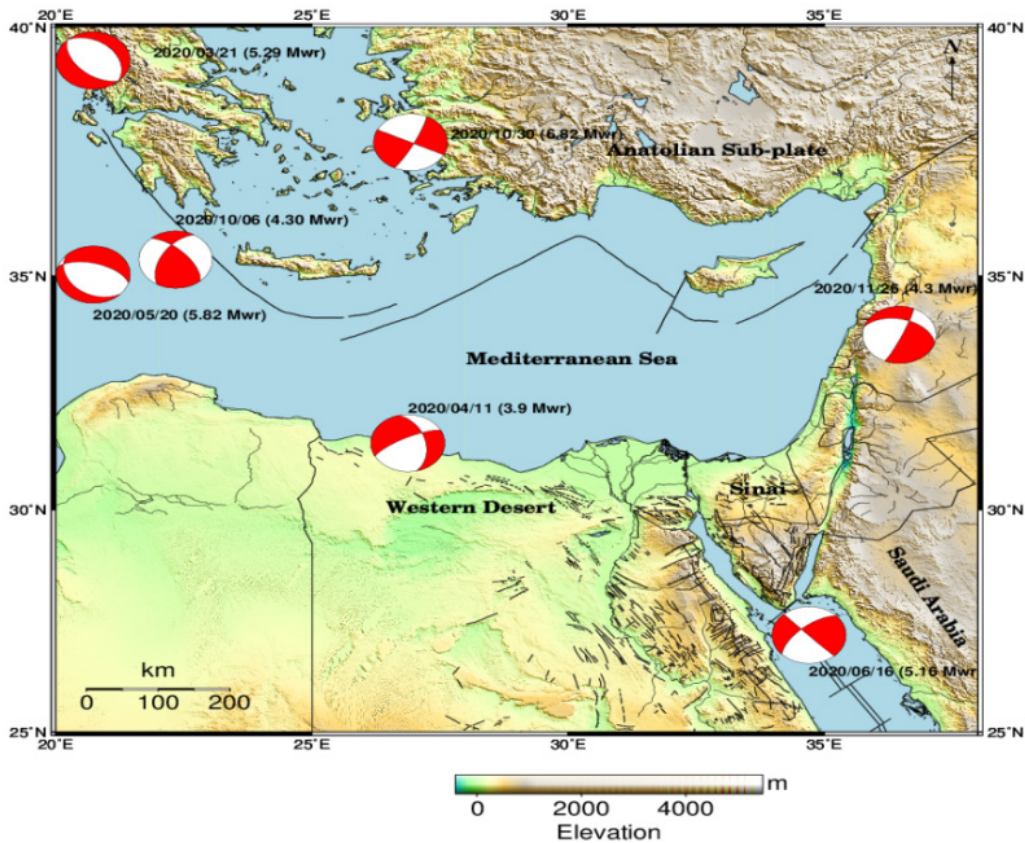 20°E 25°E 30°E 35°E
40°N 40°N
2020/03/21 (5.29 Mwr)
N
2020/10/30 (6.82 Mwr)
Anatolian Sub-plate
2020/10/06 (4.30 Mwr)
35°N 35°N
2020/11/26 (4.3 Mwr)
2020/05/20 (5.82 Mwr)
Mediterranean Sea
2020/04/11 (3.9 Mwr)
Sinai
Western Desert
30°N 30°N
Saudi Arabia
km
0 100 200
2020/06/16 (5.16 Mwr
25°N 25°N
20°E 25°E 30°E 35°E
m
0 2000 4000
Elevation